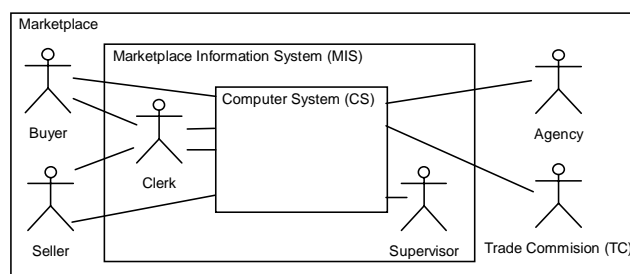 Marketplace
Marketplace Information System (MIS)
Computer System (CS)
Buyer
Agency
Clerk
Seller
Supervisor
Trade Commision (TC)